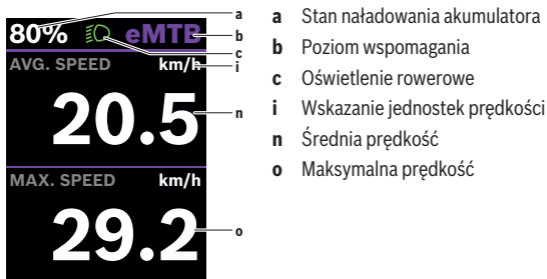 80% eMTB
AVG. SPEED km/h
20.5
MAX. SPEED km/h
29.2
a
b
c
i
n
o
a Stan naładowania akumulatora
b Poziom wspomagania
c Oświetlenie rowerowe
i Wskazanie jednostek prędkości
n Średnia prędkość
o Maksymalna prędkość